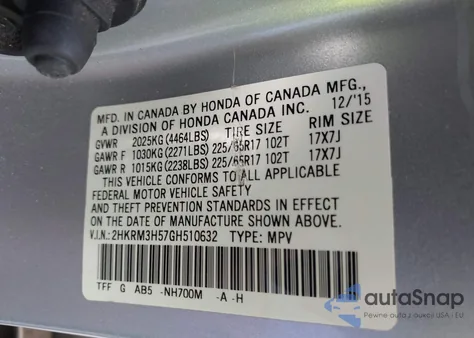 MFD. IN CANADA BY HONDA OF CANADA MFG.,
A DIVISION OF HONDA CANADA INC. 12/'15
GVWR 2025KG (4464LBS) TIRE SIZE RIM SIZE
GAWR F 1030KG (2271LBS) 225/65R17 102T 17X7J
GAWR R 1015KG (2238LBS) 225/65R17 102T 17X7J
THIS VEHICLE CONFORMS TO ALL APPLICABLE
FEDERAL MOTOR VEHICLE SAFETY
AND THEFT PREVENTION STANDARDS IN EFFECT
ON THE DATE OF MANUFACTURE SHOWN ABOVE.
V.I.N.: 2HKRM3H57GH510632 TYPE: MPV
TFF G AB5 -NH700M -A -H
autoSnap
Pewne auta z USA